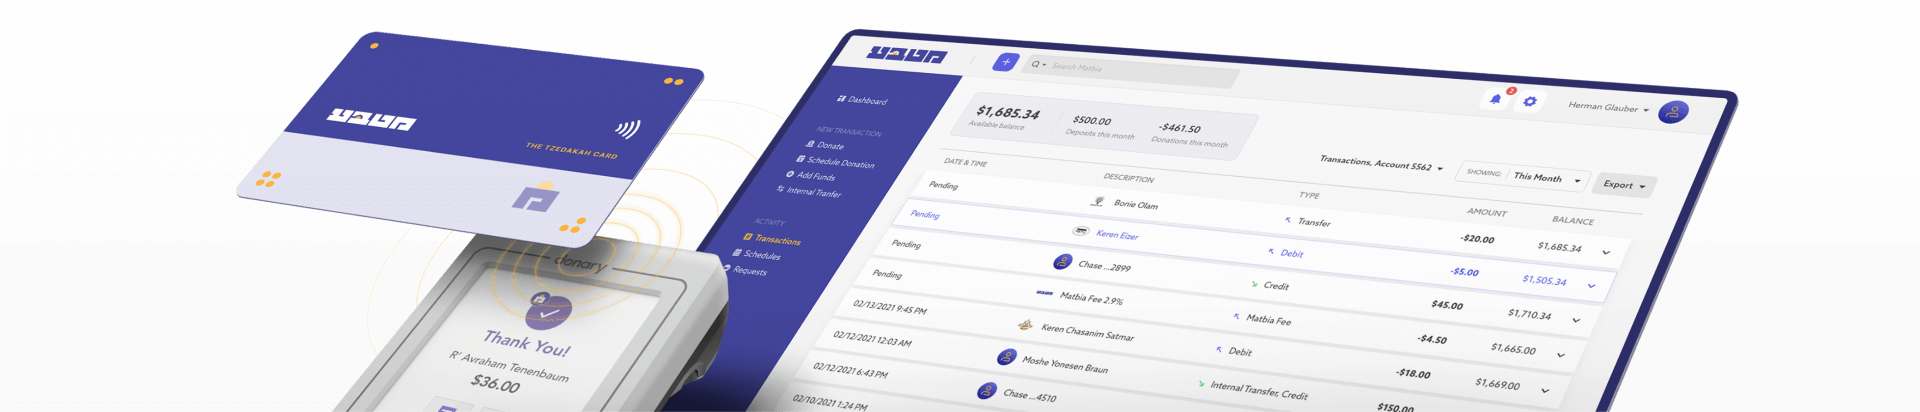 THE TZEDAKAH CARD
donary
Thank You!
R' Avraham Tenenbaum
$36.00
+
Search Matbia
2
Herman Glauber
Dashboard
NEW TRANSACTION
Donate
Schedule Donation
Add Funds
Internal Tranfer
ACTIVITY
Transactions
Schedules
Requests
$1,685.34 $500.00 -$461.50
Available balance Deposits this month Donations this month
Transactions, Account 5562 SHOWING: This Month Export
DATE & TIME DESCRIPTION TYPE AMOUNT BALANCE
Pending Bonie Olam Transfer -$20.00 $1,685.34
Pending Keren Eizer Debit -$5.00 $1,505.34
Pending Chase ...2899 Credit $45.00 $1,710.34
Pending Matbia Fee 2.9% Matbia Fee -$4.50 $1,665.00
02/13/2021 9:45 PM Keren Chasanim Satmar Debit -$18.00 $1,669.00
02/12/2021 12:03 AM Moshe Yonesen Braun Internal Transfer, Credit $150.00
02/12/2021 6:43 PM Chase ...4510
02/10/2021 1:24 PM